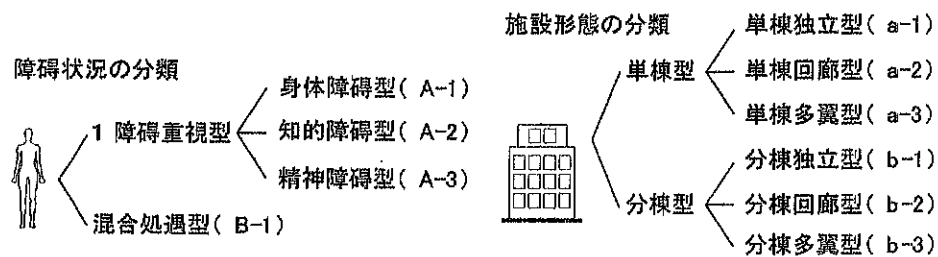 障碍状況の分類
1 障碍重視型
身体障碍型( A-1)
知的障碍型( A-2)
精神障碍型( A-3)
混合処遇型( B-1)
施設形態の分類
単棟型
単棟独立型( a-1)
単棟回廊型( a-2)
単棟多翼型( a-3)
分棟型
分棟独立型( b-1)
分棟回廊型( b-2)
分棟多翼型( b-3)